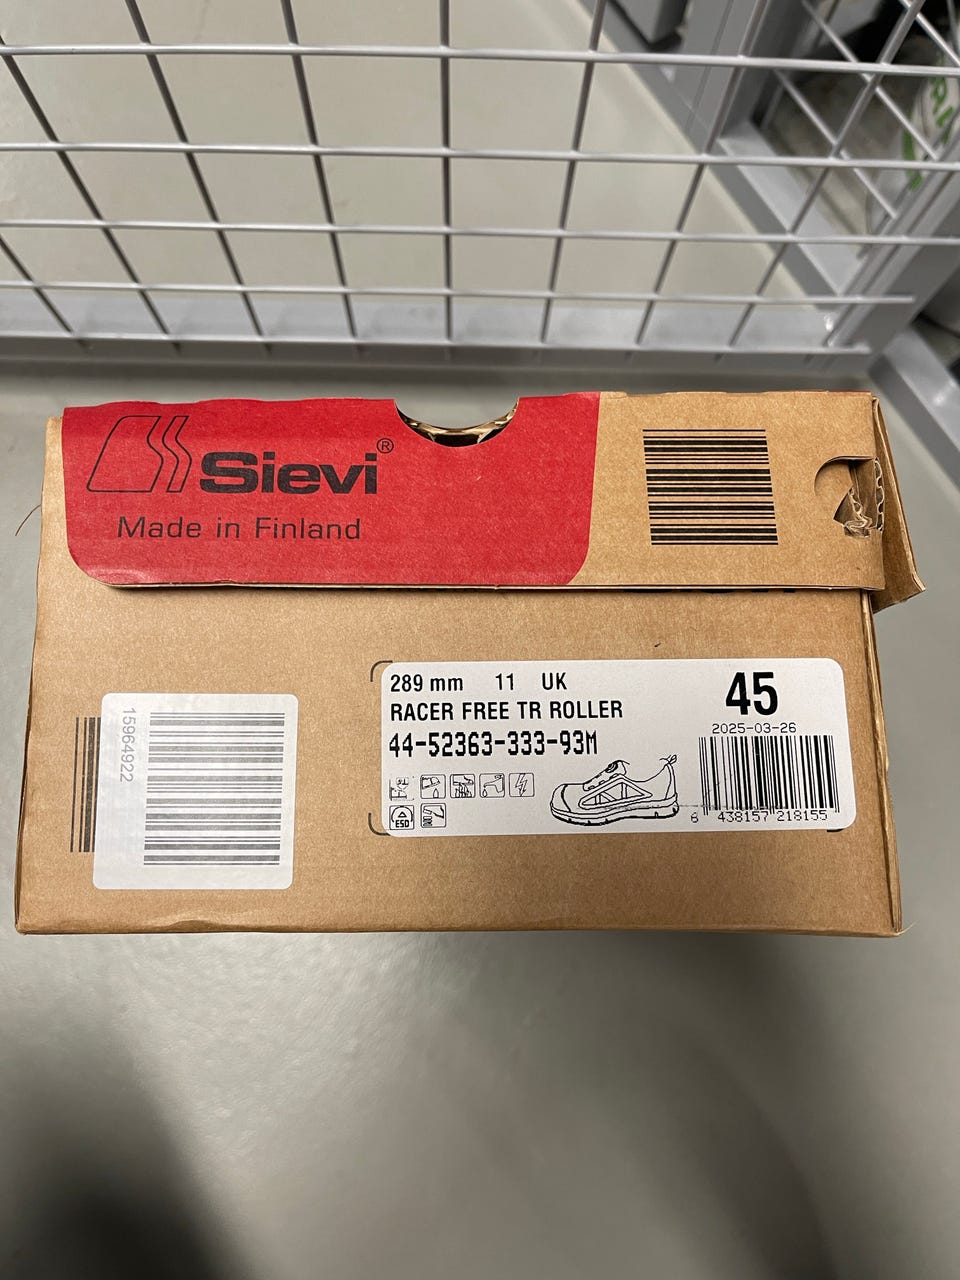 Sievi®
Made in Finland
15964922
289 mm 11 UK
RACER FREE TR ROLLER
44-52363-333-93M
45
2025-03-26
ESD
6 438157 218155